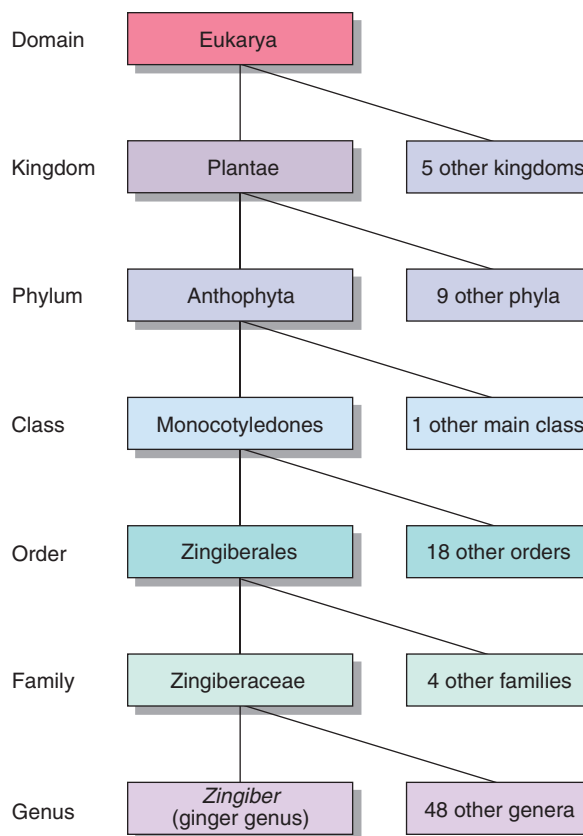 Domain Eukarya
Kingdom Plantae 5 other kingdoms
Phylum Anthophyta 9 other phyla
Class Monocotyledones 1 other main class
Order Zingiberales 18 other orders
Family Zingiberaceae 4 other families
Genus Zingiber
(ginger genus) 48 other genera